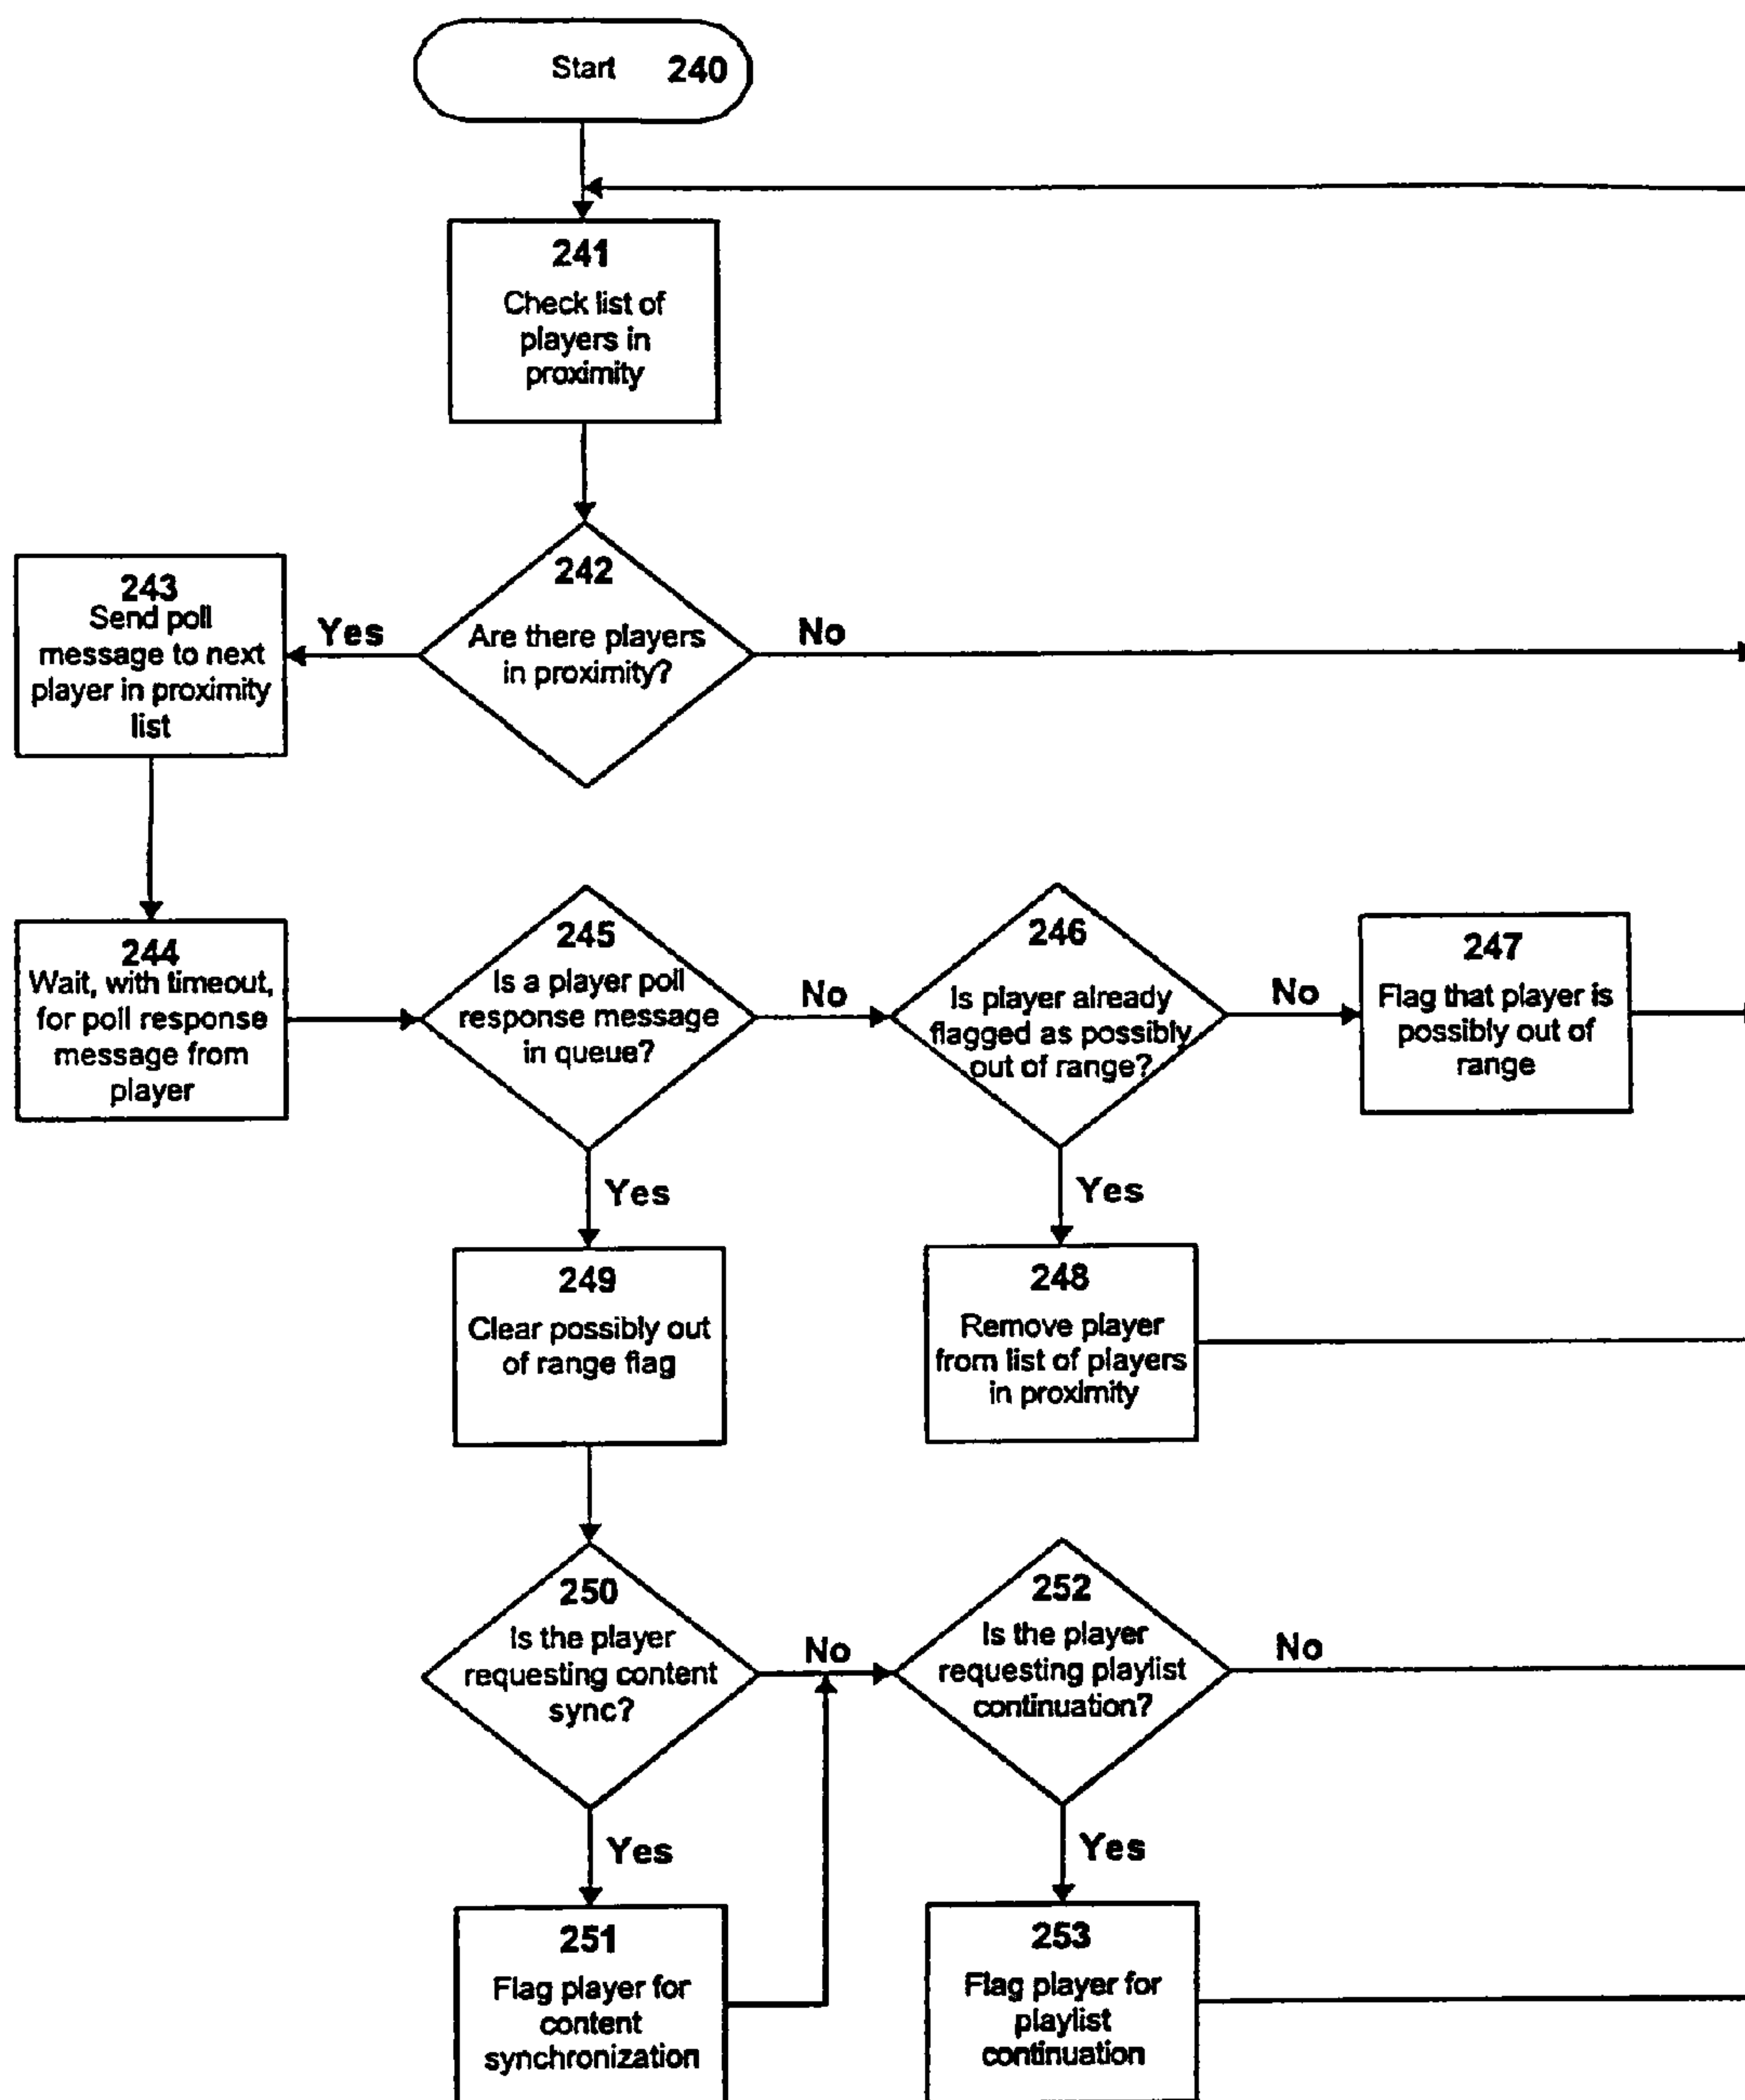 Start 240
241
Check list of
players in
proximity
242
Are there players
in proximity?
Yes
No
243
Send poll
message to next
player in proximity
list
244
Wait, with timeout,
for poll response
message from
player
245
Is a player poll
response message
in queue?
No
Yes
246
Is player already
flagged as possibly
out of range?
No
Yes
247
Flag that player is
possibly out of
range
249
Clear possibly out
of range flag
248
Remove player
from list of players
in proximity
250
Is the player
requesting content
sync?
No
Yes
252
Is the player
requesting playlist
continuation?
No
Yes
251
Flag player for
content
synchronization
253
Flag player for
playlist
continuation